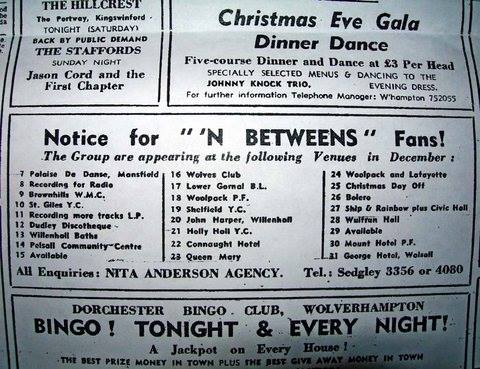 THE HILLCREST
The Portway, Kingswinford
TONIGHT (SATURDAY)
BACK BY PUBLIC DEMAND
THE STAFFORDS
SUNDAY NIGHT
Jason Cord and the
First Chapter
Christmas Eve Gala
Dinner Dance
Five-course Dinner and Dance at £3 Per Head
SPECIALLY SELECTED MENUS & DANCING TO THE
JOHNNY KNOCK TRIO. EVENING DRESS.
For further information Telephone Manager: W'hampton 752055
Notice for "'N BETWEENS" Fans!
The Group are appearing at the following Venues in December :
7 Palaise De Danse, Mansfield
8 Recording for Radio
9 Brownhills W.M.C.
10 St. Giles Y.C.
11 Recording more tracks L.P.
12 Dudley Discotheque
13 Willenhall Baths
14 Pelsall Community Centre
15 Available
16 Wolves Club
17 Lower Gornal B.L.
18 Woolpack P.F.
19 Shelfield Y.C.
20 John Harper, Willenhall
21 Holly Hall Y.C.
22 Connaught Hotel
23 Queen Mary
24 Woolpack and Lafayette
25 Christmas Day Off
26 Bolero
27 Ship & Rainbow plus Civic Hall
28 Wulfrun Hall
29 Available
30 Mount Hotel P.F.
31 George Hotel, Walsall
All Enquiries: NITA ANDERSON AGENCY. Tel.: Sedgley 3356 or 4080
DORCHESTER BINGO CLUB, WOLVERHAMPTON
BINGO! TONIGHT & EVERY NIGHT!
A Jackpot on Every House!
THE BEST PRIZE MONEY IN TOWN PLUS THE BEST GIVE AWAY MONEY IN TOWN